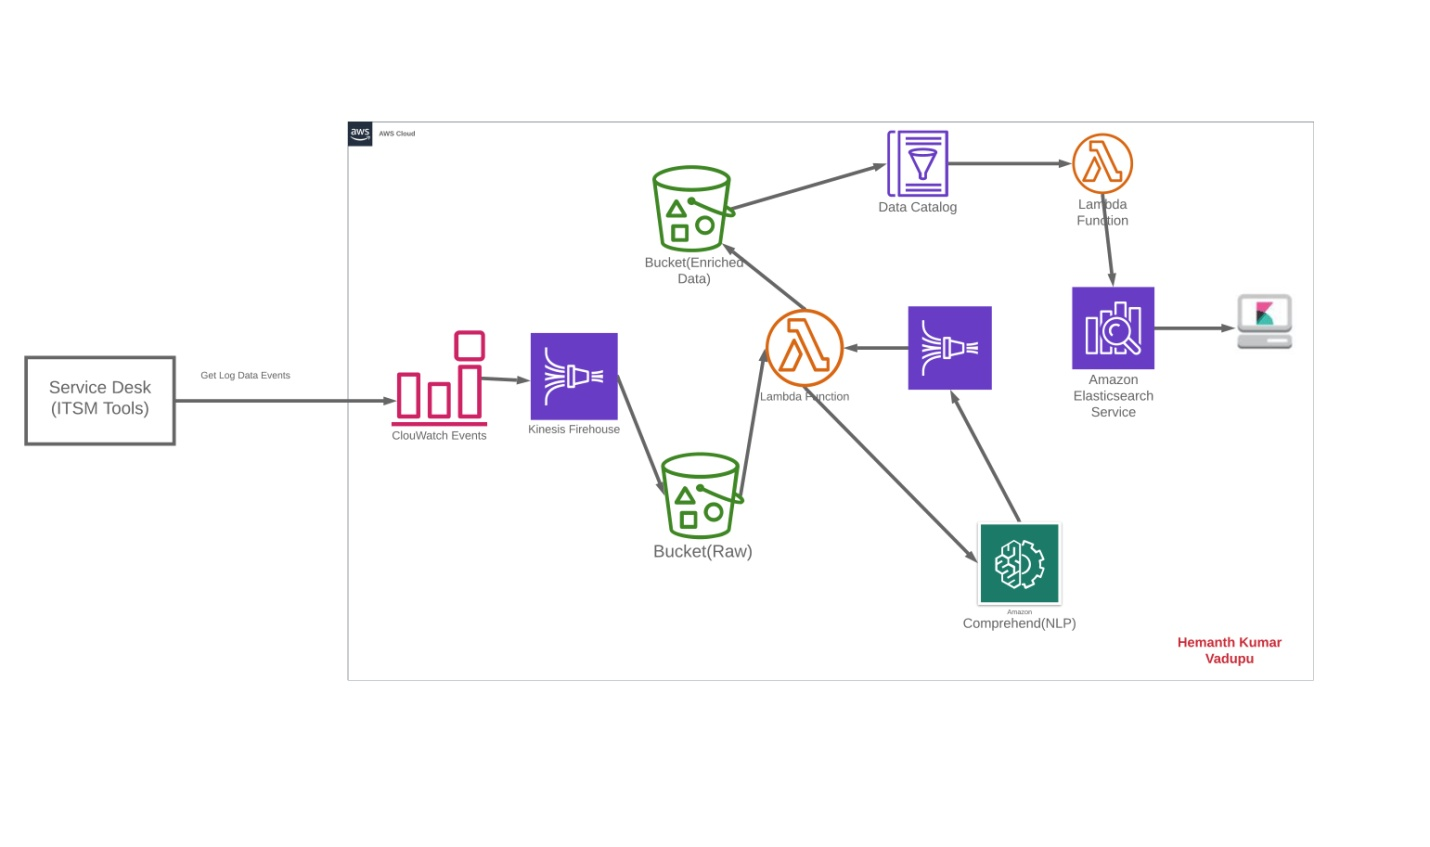 aws
AWS Cloud
Data Catalog
Lambda
Function
Bucket(Enriched
Data)
Service Desk
(ITSM Tools)
Get Log Data Events
ClouWatch Events
Kinesis Firehouse
Lambda Function
Amazon
Elasticsearch
Service
Bucket(Raw)
Amazon
Comprehend(NLP)
Hemanth Kumar
Vadupu